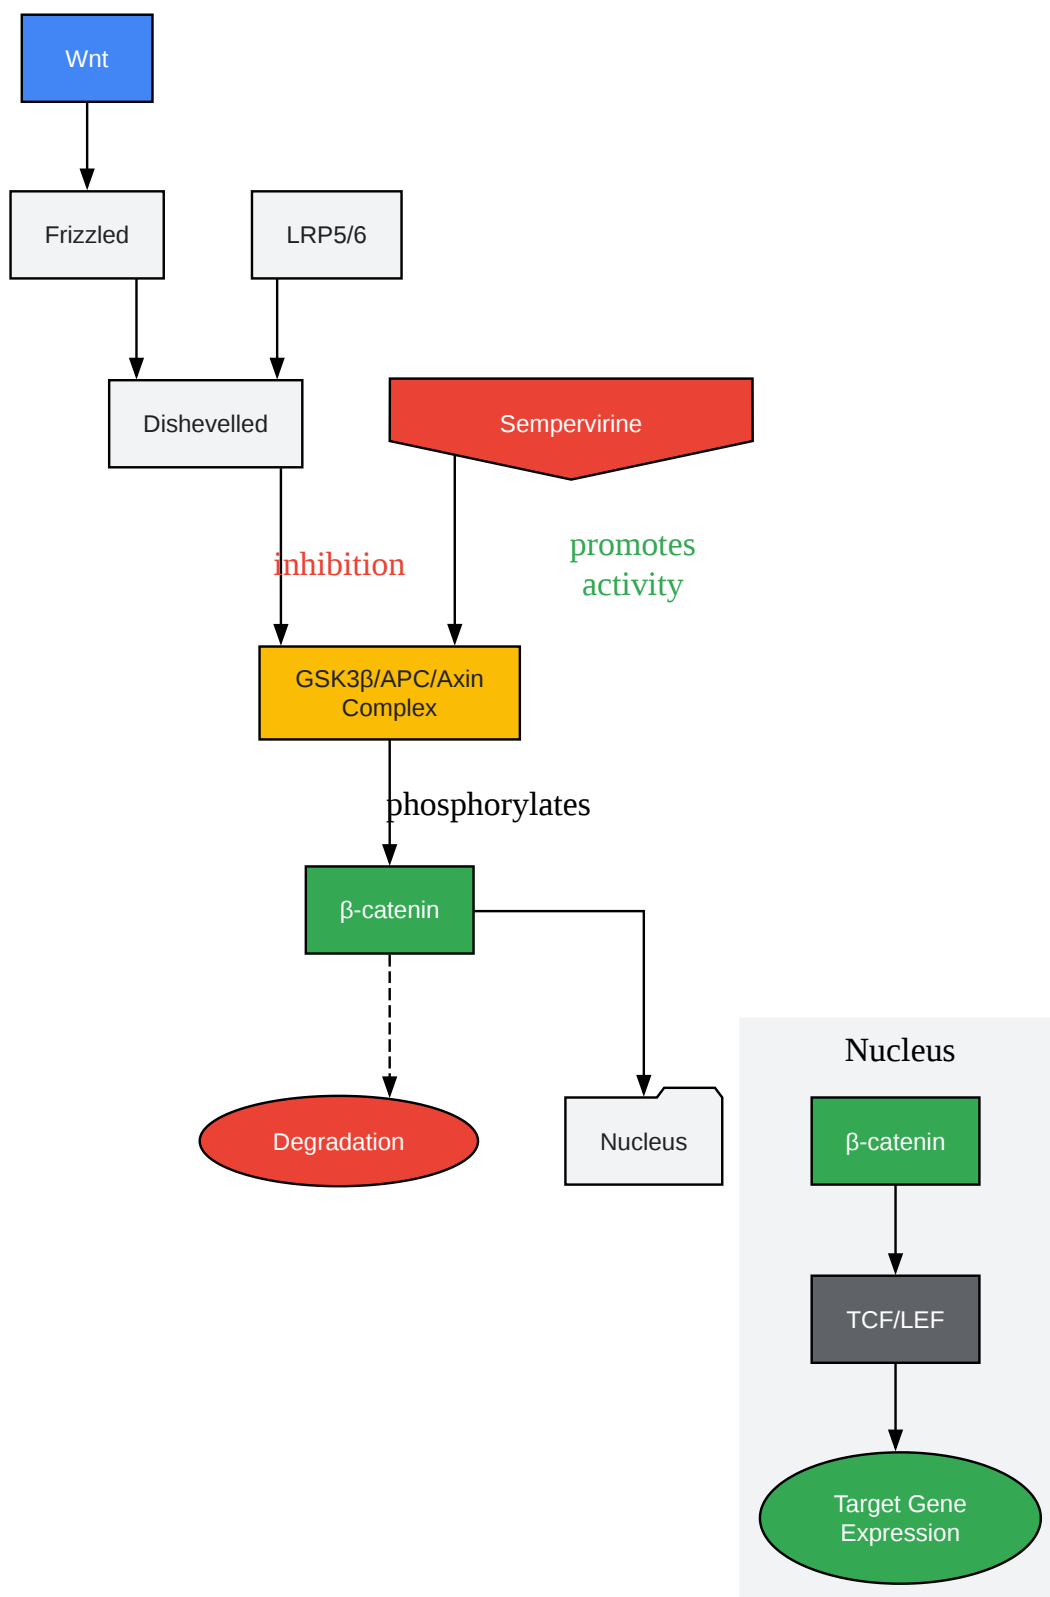 Wnt
Frizzled
LRP5/6
Dishevelled
Sempervirine
inhibition
promotes
activity
GSK3β/APC/Axin
Complex
phosphorylates
β-catenin
Degradation
Nucleus
Nucleus
β-catenin
TCF/LEF
Target Gene
Expression